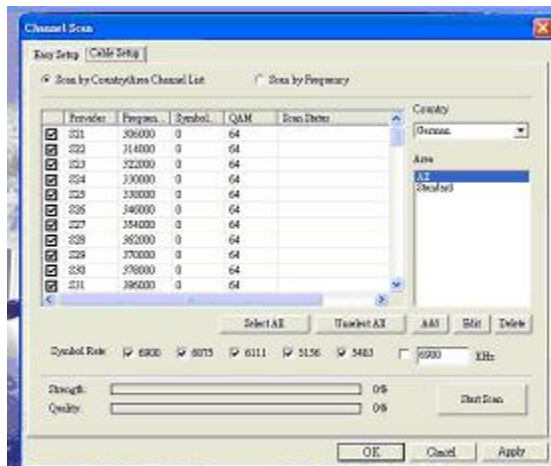 Channel Scan
Easy Setup Cable Setup
Scan by Country/Area Channel List Scan by Frequency
Provider Frequen... Symbol... QAM Scan Status
S21 306000 0 64
S22 314000 0 64
S23 322000 0 64
S24 330000 0 64
S25 338000 0 64
S26 346000 0 64
S27 354000 0 64
S28 362000 0 64
S29 370000 0 64
S30 378000 0 64
S31 386000 0 64
Country
German
Area
All
Standard
Select All Unselect All Add Edit Delete
Symbol Rate 6900 6875 6111 5156 5483 6900 KHz
Strength: 0%
Quality: 0%
Start Scan
OK Cancel Apply